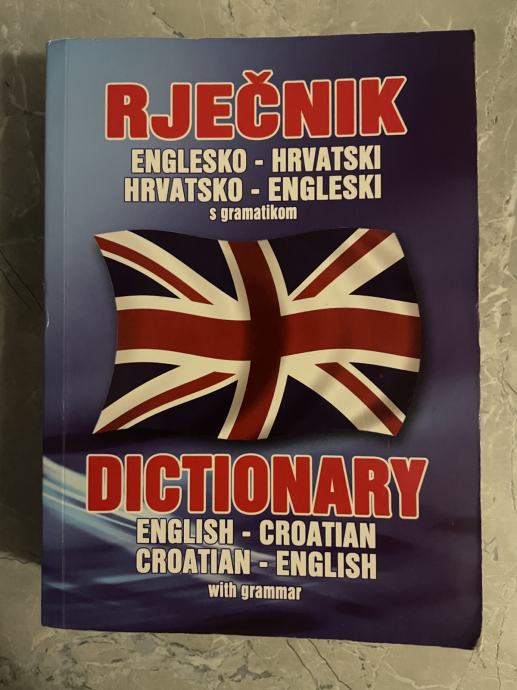 RJEČNIK
ENGLESKO - HRVATSKI
HRVATSKO - ENGLESKI
s gramatikom
DICTIONARY
ENGLISH - CROATIAN
CROATIAN - ENGLISH
with grammar